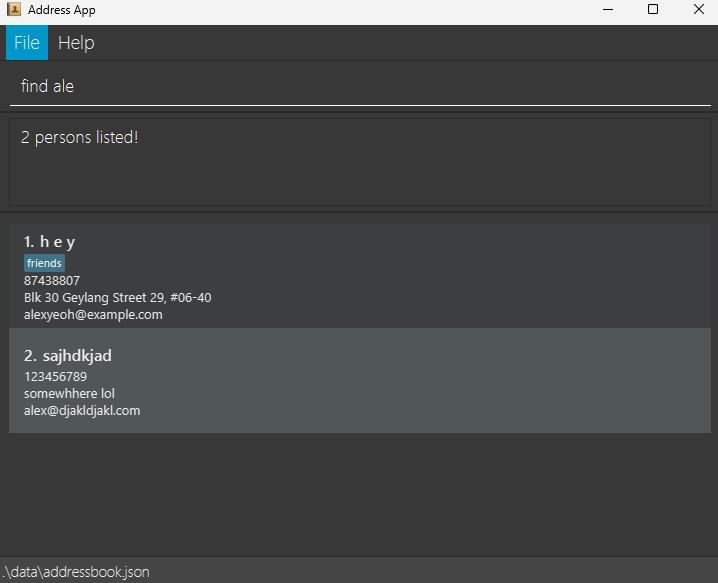 Address App
File Help
find ale
2 persons listed!
1. h e y
friends
87438807
Blk 30 Geylang Street 29, #06-40
alexyeoh@example.com
2. sajhdkjad
123456789
somewhhere lol
alex@djakldjakl.com
.\data\addressbook.json